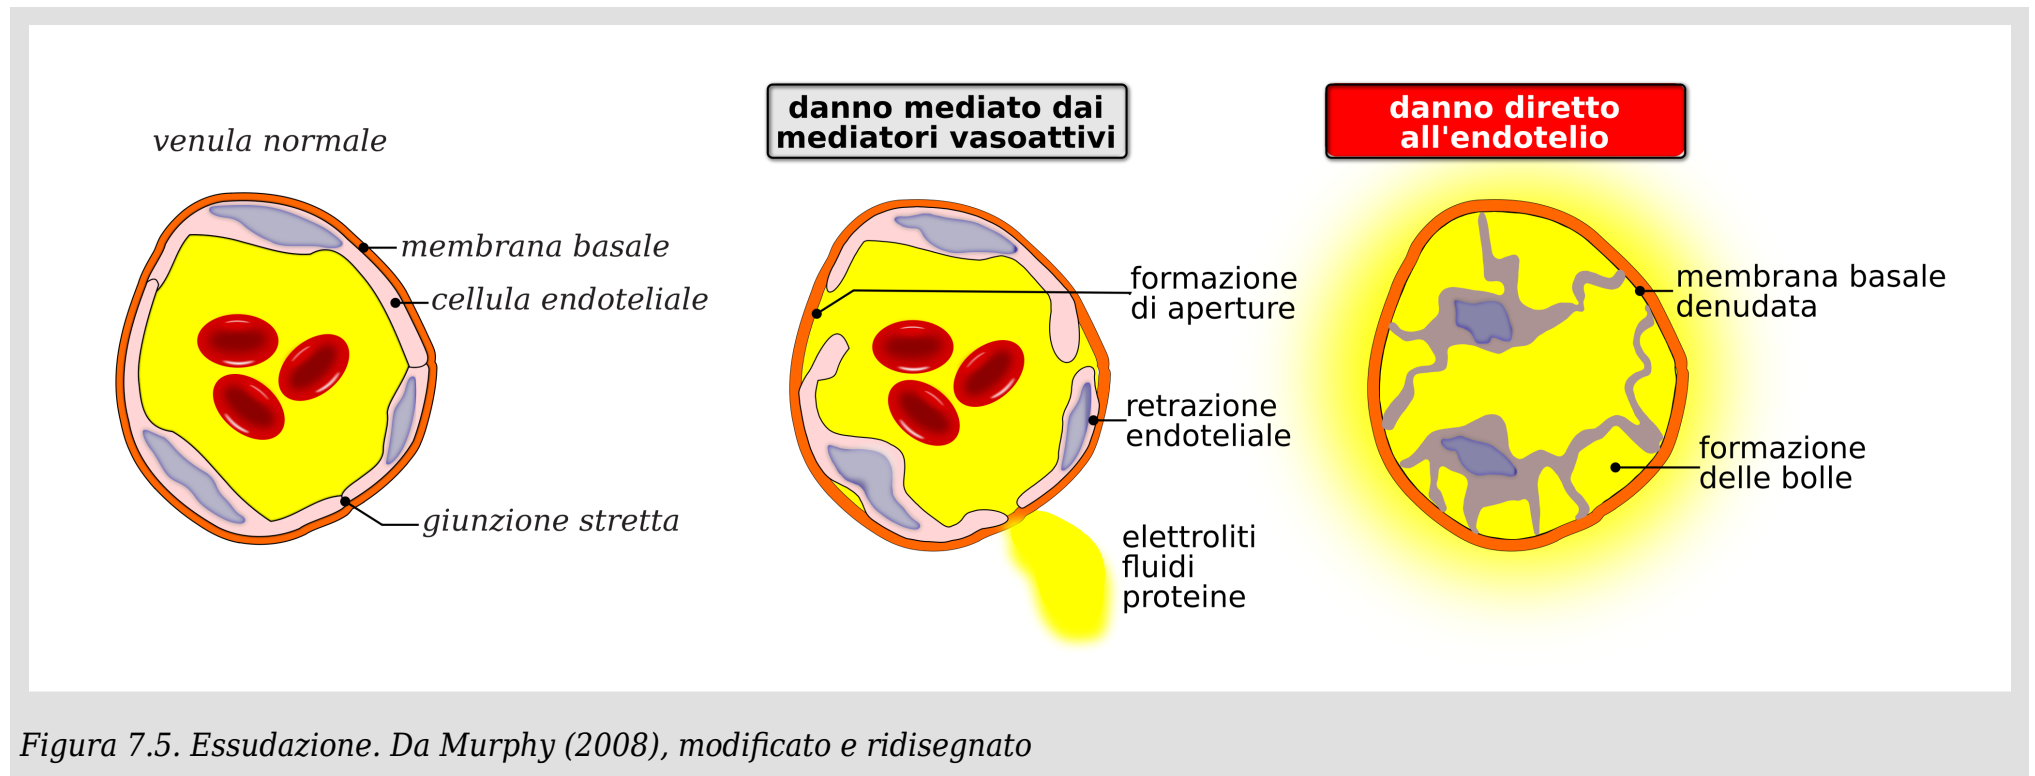 venula normale
membrana basale
cellula endoteliale
giunzione stretta
danno mediato dai
mediatori vasoattivi
formazione
di aperture
retrazione
endoteliale
elettroliti
fluidi
proteine
danno diretto
all'endotelio
membrana basale
denudata
formazione
delle bolle
Figura 7.5. Essudazione. Da Murphy (2008), modificato e ridisegnato